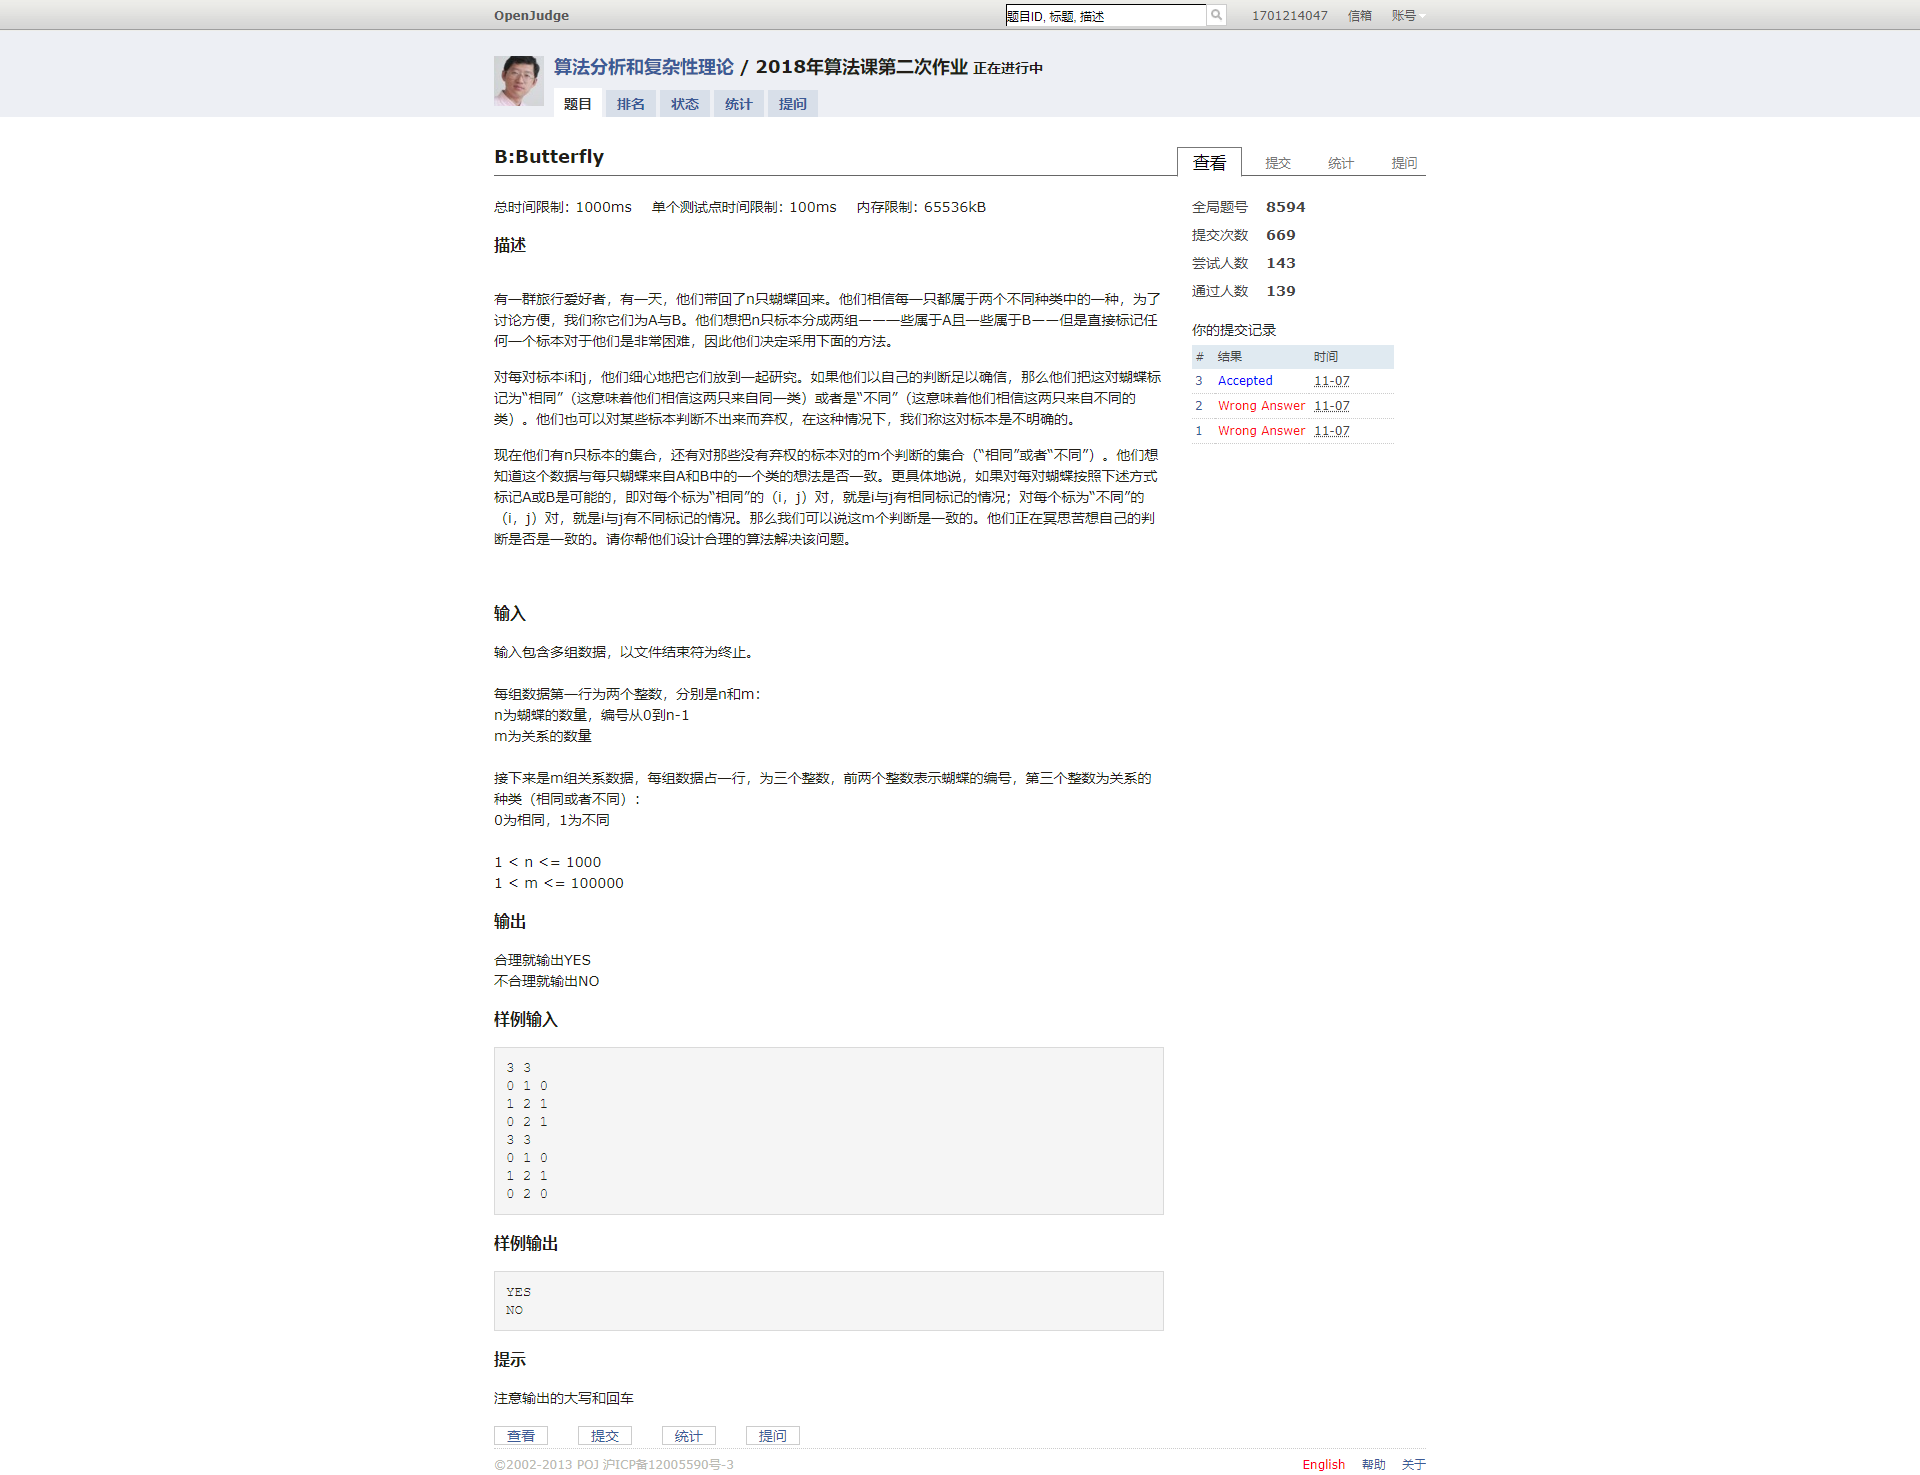 OpenJudge
题目ID, 标题, 描述
1701214047 信箱 账号
算法分析和复杂性理论 / 2018年算法课第二次作业 正在进行中
题目 排名 状态 统计 提问
B:Butterfly
查看 提交 统计 提问
总时间限制: 1000ms 单个测试点时间限制: 100ms 内存限制: 65536kB
描述
有一群旅行爱好者，有一天，他们带回了n只蝴蝶回来。他们相信每一只都属于两个不同种类中的一种，为了
讨论方便，我们称它们为A与B。他们想把n只标本分成两组——一些属于A且一些属于B——但是直接标记任
何一个标本对于他们是非常困难，因此他们决定采用下面的方法。
对每对标本i和j，他们细心地把它们放到一起研究。如果他们以自己的判断足以确信，那么他们把这对蝴蝶标
记为“相同”（这意味着他们相信这两只来自同一类）或者是“不同”（这意味着他们相信这两只来自不同的
类）。他们也可以对某些标本判断不出来而弃权，在这种情况下，我们称这对标本是不明确的。
现在他们有n只标本的集合，还有对那些没有弃权的标本对的m个判断的集合（“相同”或者“不同”）。他们想
知道这个数据与每只蝴蝶来自A和B中的一个类的想法是否一致。更具体地说，如果对每对蝴蝶按照下述方式
标记A或B是可能的，即对每个标为“相同”的（i，j）对，就是i与j有相同标记的情况；对每个标为“不同”的
（i，j）对，就是i与j有不同标记的情况。那么我们可以说这m个判断是一致的。他们正在冥思苦想自己的判
断是否是一致的。请你帮他们设计合理的算法解决该问题。
输入
输入包含多组数据，以文件结束符为终止。
每组数据第一行为两个整数，分别是n和m：
n为蝴蝶的数量，编号从0到n-1
m为关系的数量
接下来是m组关系数据，每组数据占一行，为三个整数，前两个整数表示蝴蝶的编号，第三个整数为关系的
种类（相同或者不同）：
0为相同，1为不同
1 < n <= 1000
1 < m <= 100000
输出
合理就输出YES
不合理就输出NO
样例输入
3 3
0 1 0
1 2 1
0 2 1
3 3
0 1 0
1 2 1
0 2 0
样例输出
YES
NO
提示
注意输出的大写和回车
查看 提交 统计 提问
全局题号 8594
提交次数 669
尝试人数 143
通过人数 139
你的提交记录
# 结果 时间
3 Accepted 11-07
2 Wrong Answer 11-07
1 Wrong Answer 11-07
©2002-2013 POJ 沪ICP备12005590号-3
English 帮助 关于